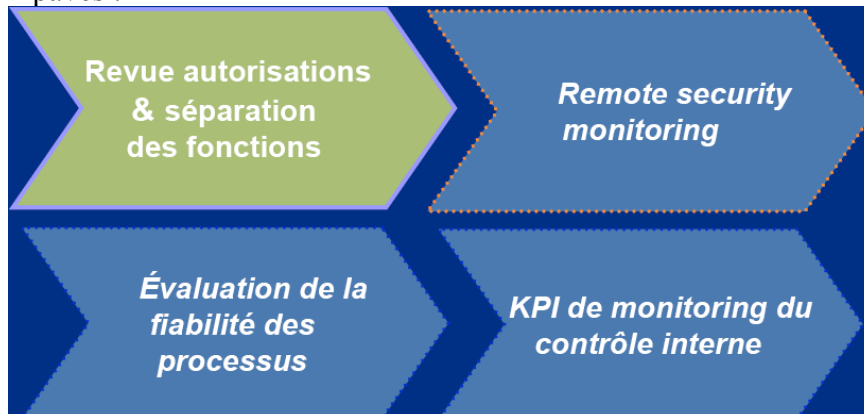 Revue autorisations
& séparation
des fonctions
Remote security
monitoring
Évaluation de la
fiabilité des
processus
KPI de monitoring du
contrôle interne